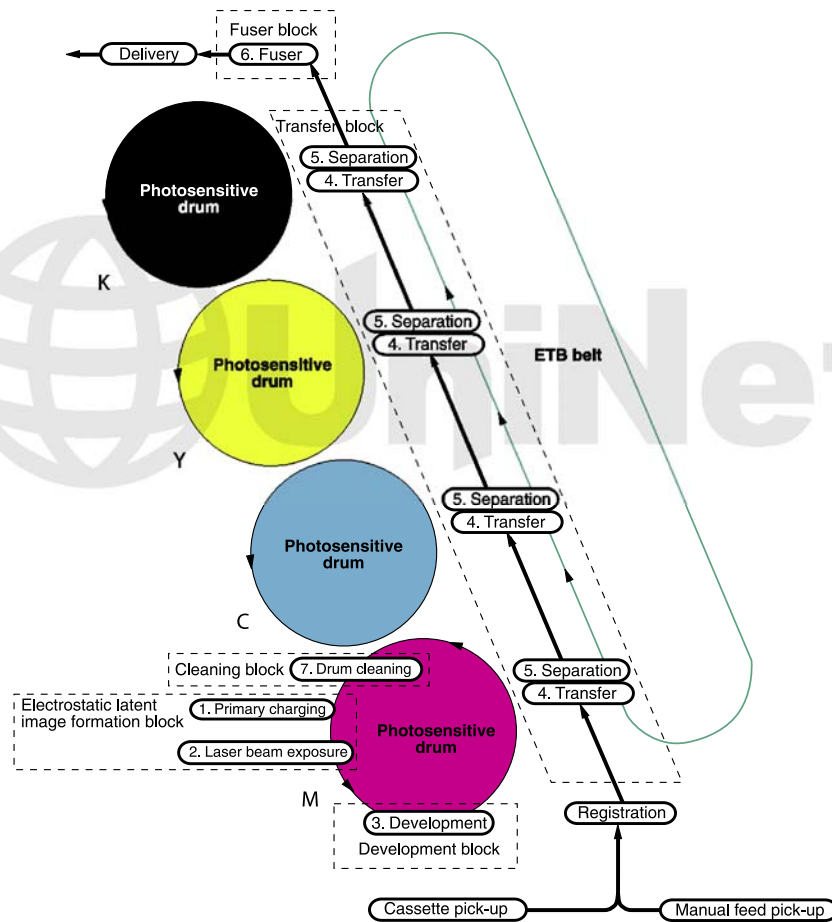 Fuser block
Delivery
6. Fuser
Transfer block
5. Separation
4. Transfer
Photosensitive
drum
K
5. Separation
4. Transfer
ETB belt
Photosensitive
drum
Y
UniNet
5. Separation
4. Transfer
Photosensitive
drum
C
Cleaning block
7. Drum cleaning
5. Separation
4. Transfer
Electrostatic latent
image formation block
1. Primary charging
2. Laser beam exposure
Photosensitive
drum
M
3. Development
Development block
Registration
Cassette pick-up
Manual feed pick-up